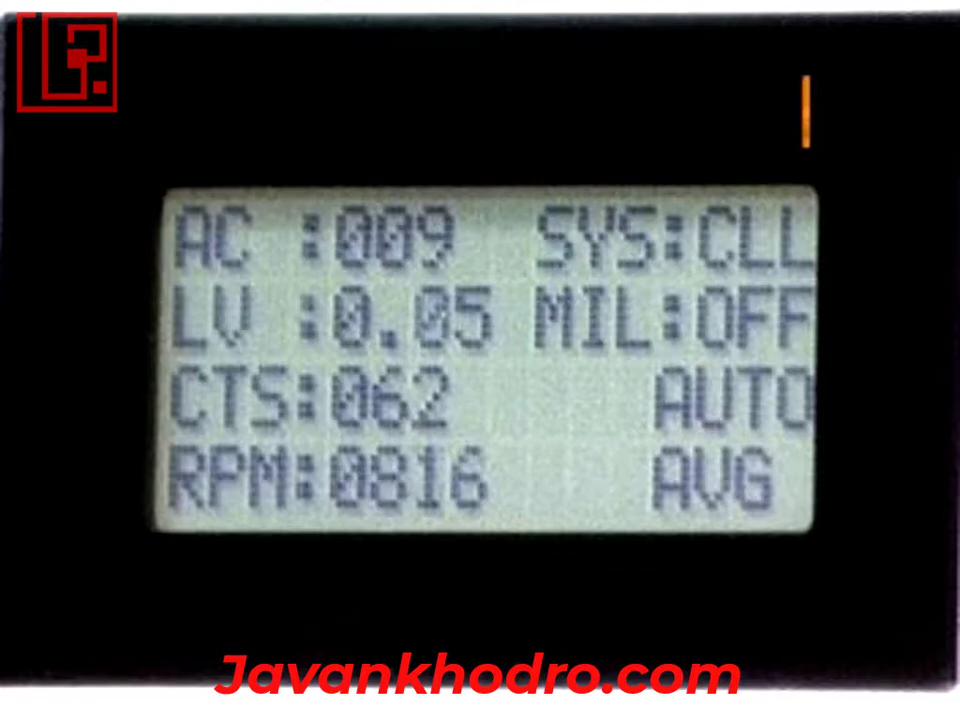 AC :009 SYS:CLL
LV :0.05 MIL:OFF
CTS:062 AUTO
RPM:0816 AVG
Javankhodro.com